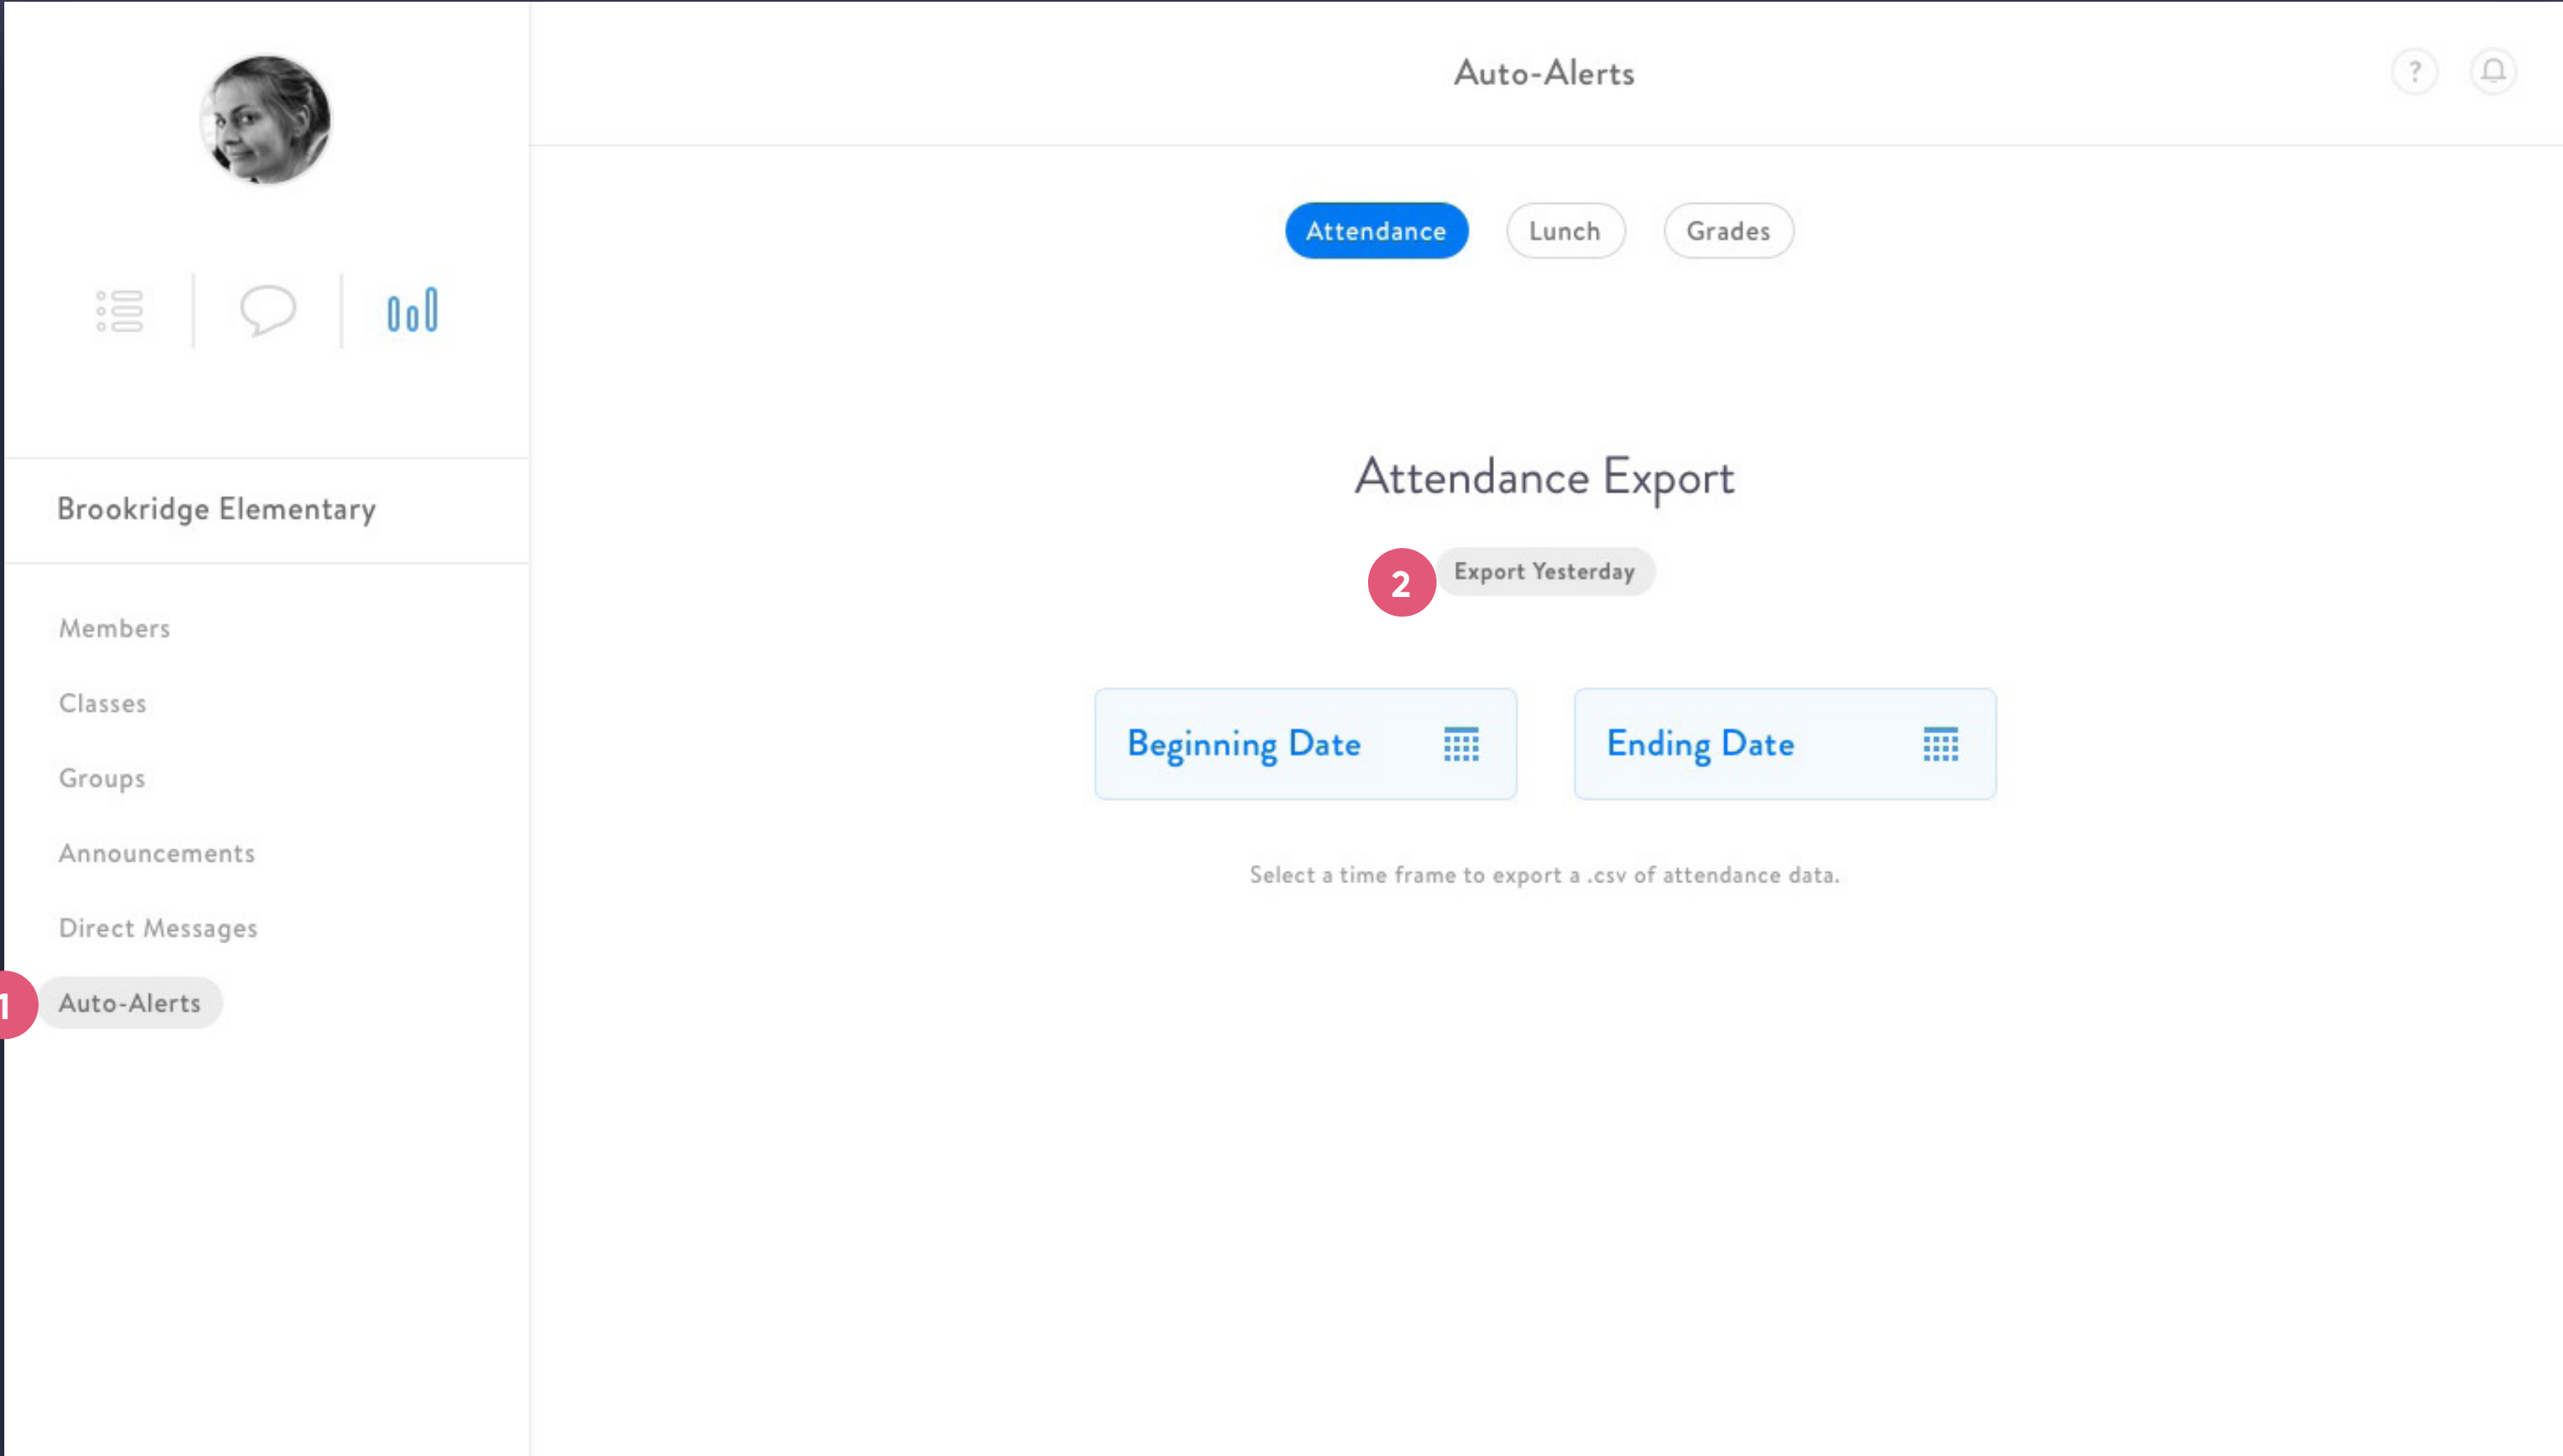 Auto-Alerts
?
Attendance
Lunch
Grades
Brookridge Elementary
Members
Classes
Groups
Announcements
Direct Messages
1
Auto-Alerts
Attendance Export
2
Export Yesterday
Beginning Date
Ending Date
Select a time frame to export a .csv of attendance data.